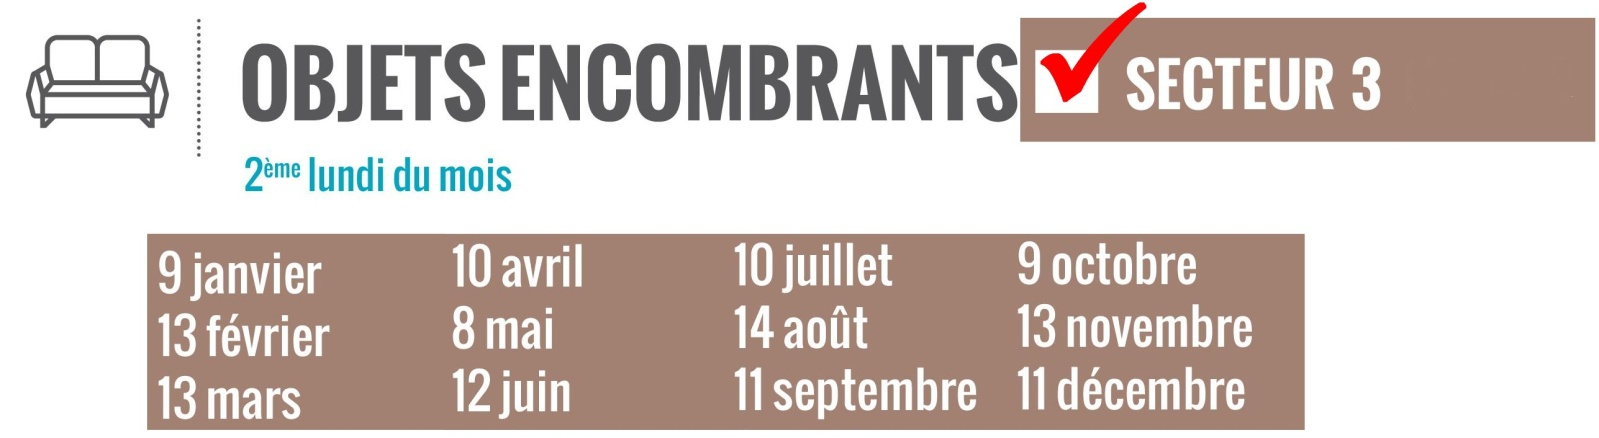 OBJETS ENCOMBRANTS
SECTEUR 3
2ème lundi du mois
9 janvier
13 février
13 mars
10 avril
8 mai
12 juin
10 juillet
14 août
11 septembre
9 octobre
13 novembre
11 décembre